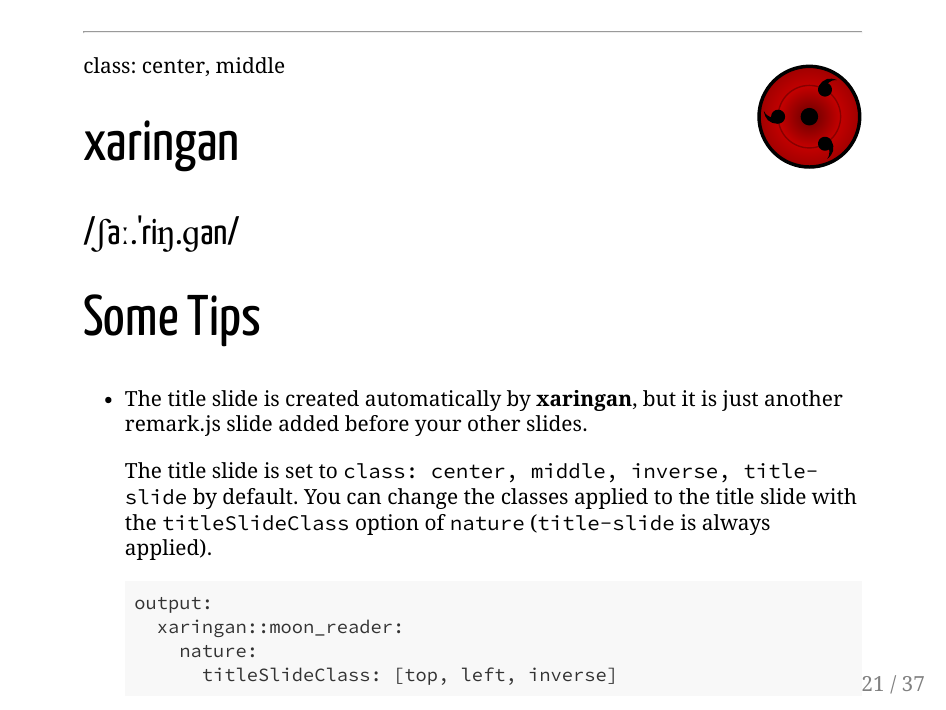 class: center, middle
xaringan
/ʃaː.'riŋ.ɡan/
Some Tips
The title slide is created automatically by xaringan, but it is just another
remark.js slide added before your other slides.
The title slide is set to class: center, middle, inverse, title-
slide by default. You can change the classes applied to the title slide with
the titleSlideClass option of nature (title-slide is always
applied).
output:
  xaringan::moon_reader:
    nature:
      titleSlideClass: [top, left, inverse]
21 / 37